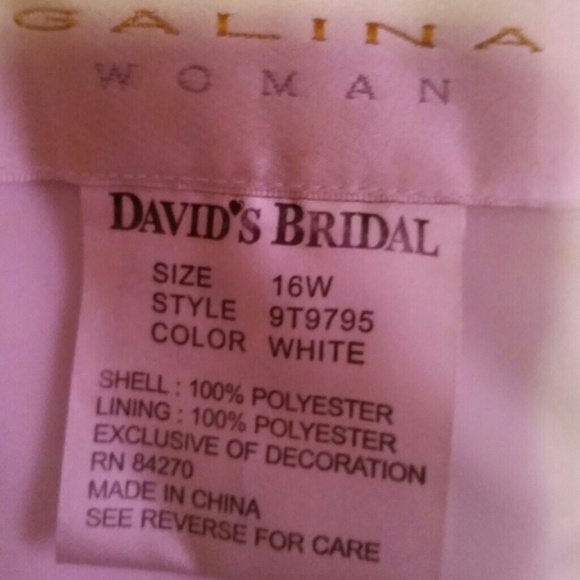 GALINA
WOMAN
DAVID'S BRIDAL
SIZE 16W
STYLE 9T9795
COLOR WHITE
SHELL : 100% POLYESTER
LINING : 100% POLYESTER
EXCLUSIVE OF DECORATION
RN 84270
MADE IN CHINA
SEE REVERSE FOR CARE